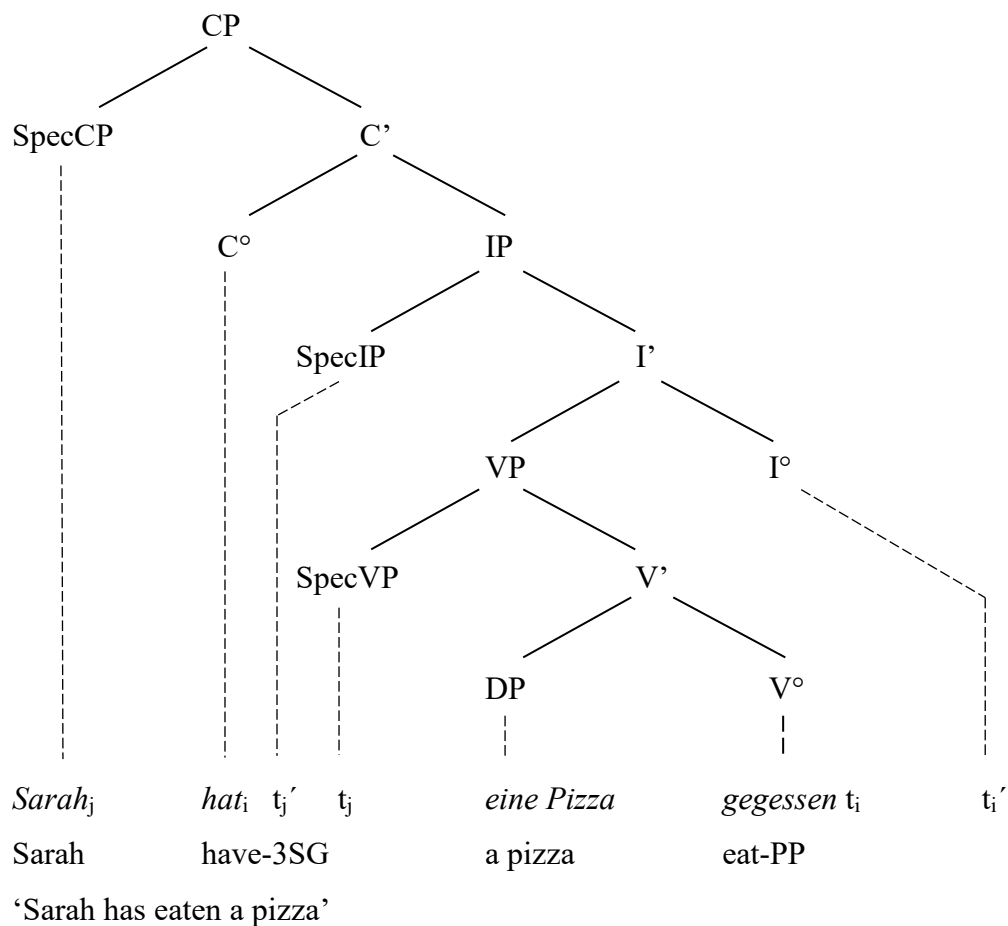 CP
SpecCP C’
C° IP
SpecIP I’
VP I°
SpecVP V’
DP V°
Sarahj hati tj´ tj eine Pizza gegessen ti ti´
Sarah have-3SG a pizza eat-PP
‘Sarah has eaten a pizza’